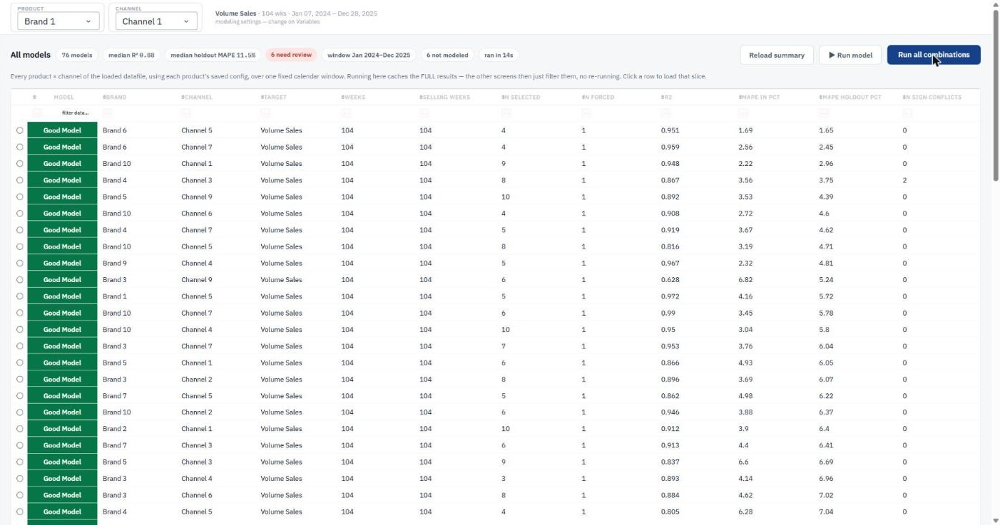 PRODUCT
Brand 1
CHANNEL
Channel 1
Volume Sales · 104 wks · Jan 07, 2024 – Dec 28, 2025
modeling settings — change on Variables
All models
76 models
median R² 0.88
median holdout MAPE 11.5%
6 need review
window Jan 2024–Dec 2025
6 not modeled
ran in 14s
Reload summary
▶ Run model
Run all combinations
Every product × channel of the loaded datafile, using each product's saved config, over one fixed calendar window. Running here caches the FULL results — the other screens then just filter them, no re-running. Click a row to load that slice.
MODEL BRAND CHANNEL TARGET WEEKS SELLING WEEKS N SELECTED N FORCED R2 MAPE IN PCT MAPE HOLDOUT PCT N SIGN CONFLICTS
filter data...
Good Model Brand 6 Channel 5 Volume Sales 104 104 4 1 0.951 1.69 1.65 0
Good Model Brand 6 Channel 7 Volume Sales 104 104 4 1 0.959 2.56 2.45 0
Good Model Brand 10 Channel 1 Volume Sales 104 104 9 1 0.948 2.22 2.96 0
Good Model Brand 4 Channel 3 Volume Sales 104 104 8 1 0.867 3.56 3.75 2
Good Model Brand 5 Channel 9 Volume Sales 104 104 10 1 0.892 3.53 4.39 0
Good Model Brand 10 Channel 6 Volume Sales 104 104 4 1 0.908 2.72 4.6 0
Good Model Brand 4 Channel 7 Volume Sales 104 104 5 1 0.919 3.67 4.62 0
Good Model Brand 10 Channel 5 Volume Sales 104 104 8 1 0.816 3.19 4.71 0
Good Model Brand 9 Channel 4 Volume Sales 104 104 5 1 0.967 2.32 4.81 0
Good Model Brand 3 Channel 9 Volume Sales 104 104 6 1 0.628 6.82 5.24 0
Good Model Brand 1 Channel 5 Volume Sales 104 104 5 1 0.972 4.16 5.72 0
Good Model Brand 10 Channel 7 Volume Sales 104 104 6 1 0.99 3.45 5.78 0
Good Model Brand 10 Channel 4 Volume Sales 104 104 10 1 0.95 3.04 5.8 0
Good Model Brand 3 Channel 7 Volume Sales 104 104 7 1 0.953 3.76 6.04 0
Good Model Brand 5 Channel 1 Volume Sales 104 104 6 1 0.866 4.93 6.05 0
Good Model Brand 3 Channel 2 Volume Sales 104 104 8 1 0.896 3.69 6.07 0
Good Model Brand 7 Channel 5 Volume Sales 104 104 5 1 0.862 4.98 6.22 0
Good Model Brand 10 Channel 2 Volume Sales 104 104 6 1 0.946 3.88 6.37 0
Good Model Brand 2 Channel 1 Volume Sales 104 104 10 1 0.912 3.9 6.4 0
Good Model Brand 7 Channel 3 Volume Sales 104 104 6 1 0.913 4.4 6.41 0
Good Model Brand 5 Channel 3 Volume Sales 104 104 9 1 0.837 6.6 6.69 0
Good Model Brand 3 Channel 4 Volume Sales 104 104 3 1 0.893 4.14 6.96 0
Good Model Brand 3 Channel 6 Volume Sales 104 104 8 1 0.884 4.62 7.02 0
Good Model Brand 4 Channel 5 Volume Sales 104 104 4 1 0.805 6.28 7.04 0